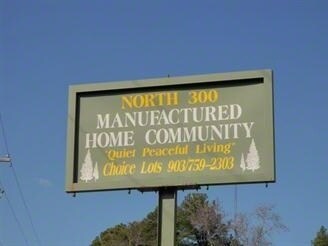 NORTH 300
MANUFACTURED
HOME COMMUNITY
"Quiet Peaceful Living"
Choice Lots 903/759-2303